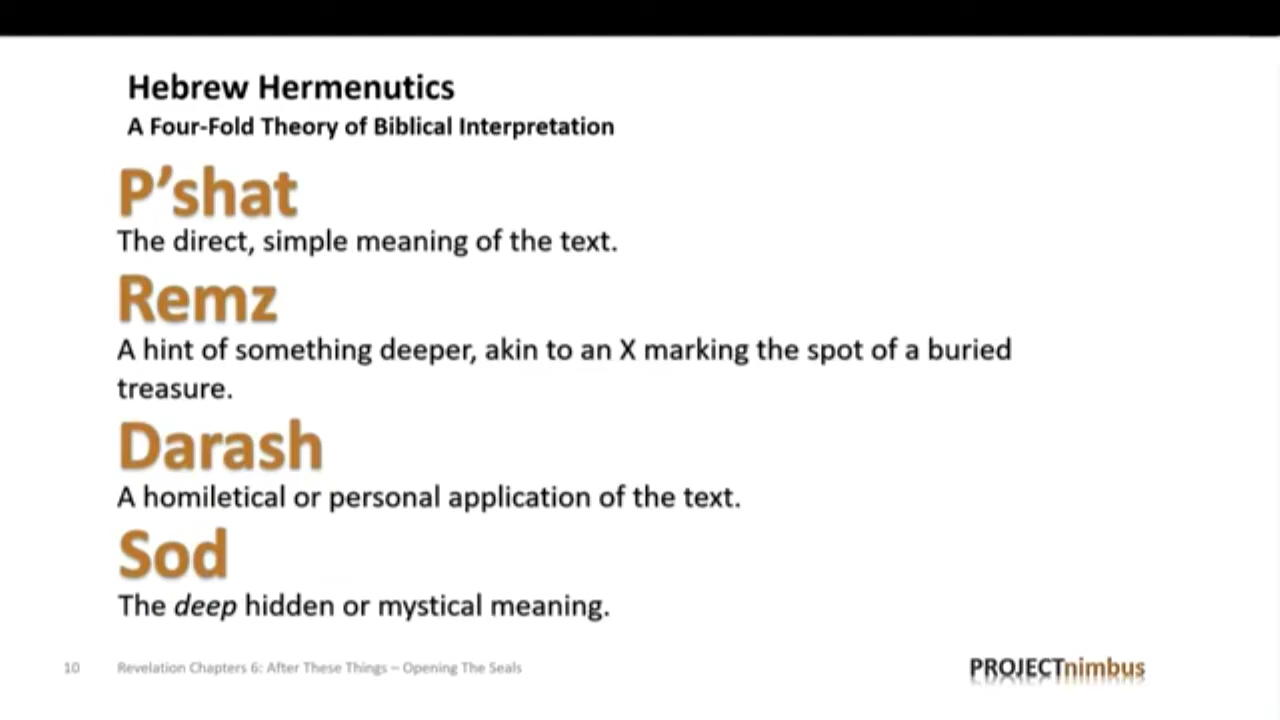 Hebrew Hermenutics
A Four-Fold Theory of Biblical Interpretation
P’shat
The direct, simple meaning of the text.
Remz
A hint of something deeper, akin to an X marking the spot of a buried
treasure.
Darash
A homiletical or personal application of the text.
Sod
The deep hidden or mystical meaning.
10 Revelation Chapters 6: After These Things – Opening The Seals
PROJECTnimbus